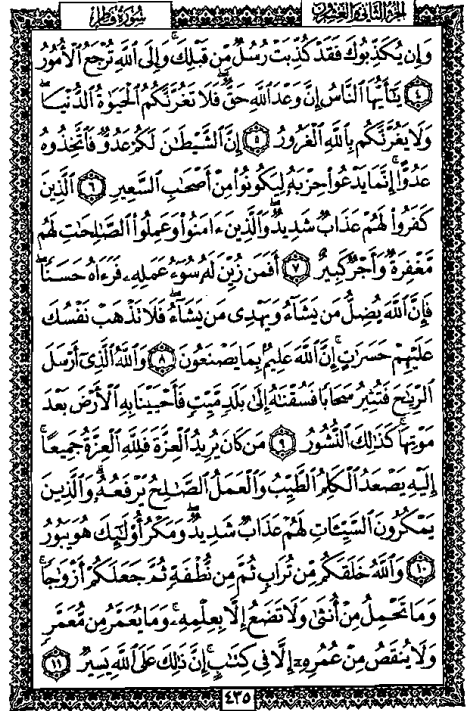 الجزء الثاني والعشرون
سورة فاطر
وَإِن يُكَذِّبُوكَ فَقَدْ كُذِّبَتْ رُسُلٌ مِّن قَبْلِكَ ۚ وَإِلَى ٱللَّهِ تُرْجَعُ ٱلْأُمُورُ
٤ يَٰٓأَيُّهَا ٱلنَّاسُ إِنَّ وَعْدَ ٱللَّهِ حَقٌّ ۖ فَلَا تَغُرَّنَّكُمُ ٱلْحَيَوٰةُ ٱلدُّنْيَا ۖ
وَلَا يَغُرَّنَّكُم بِٱللَّهِ ٱلْغَرُورُ ٥ إِنَّ ٱلشَّيْطَٰنَ لَكُمْ عَدُوٌّ فَٱتَّخِذُوهُ
عَدُوًّا ۚ إِنَّمَا يَدْعُوا۟ حِزْبَهُۥ لِيَكُونُوا۟ مِنْ أَصْحَٰبِ ٱلسَّعِيرِ ٦ ٱلَّذِينَ
كَفَرُوا۟ لَهُمْ عَذَابٌ شَدِيدٌ ۖ وَٱلَّذِينَ ءَامَنُوا۟ وَعَمِلُوا۟ ٱلصَّٰلِحَٰتِ لَهُم
مَّغْفِرَةٌ وَأَجْرٌ كَبِيرٌ ٧ أَفَمَن زُيِّنَ لَهُۥ سُوٓءُ عَمَلِهِۦ فَرَءَاهُ حَسَنًا ۖ
فَإِنَّ ٱللَّهَ يُضِلُّ مَن يَشَآءُ وَيَهْدِى مَن يَشَآءُ ۖ فَلَا تَذْهَبْ نَفْسُكَ
عَلَيْهِمْ حَسَرَٰتٍ ۚ إِنَّ ٱللَّهَ عَلِيمٌۢ بِمَا يَصْنَعُونَ ٨ وَٱللَّهُ ٱلَّذِىٓ أَرْسَلَ
ٱلرِّيَٰحَ فَتُثِيرُ سَحَابًا فَسُقْنَٰهُ إِلَىٰ بَلَدٍ مَّيِّتٍ فَأَحْيَيْنَا بِهِ ٱلْأَرْضَ بَعْدَ
مَوْتِهَا ۚ كَذَٰلِكَ ٱلنُّشُورُ ٩ مَن كَانَ يُرِيدُ ٱلْعِزَّةَ فَلِلَّهِ ٱلْعِزَّةُ جَمِيعًا ۚ
إِلَيْهِ يَصْعَدُ ٱلْكَلِمُ ٱلطَّيِّبُ وَٱلْعَمَلُ ٱلصَّٰلِحُ يَرْفَعُهُۥ ۚ وَٱلَّذِينَ
يَمْكُرُونَ ٱلسَّيِّـَٔاتِ لَهُمْ عَذَابٌ شَدِيدٌ ۖ وَمَكْرُ أُو۟لَٰٓئِكَ هُوَ يَبُورُ
١٠ وَٱللَّهُ خَلَقَكُم مِّن تُرَابٍ ثُمَّ مِن نُّطْفَةٍ ثُمَّ جَعَلَكُمْ أَزْوَٰجًا ۚ
وَمَا تَحْمِلُ مِنْ أُنثَىٰ وَلَا تَضَعُ إِلَّا بِعِلْمِهِۦ ۚ وَمَا يُعَمَّرُ مِن مُّعَمَّرٍ
وَلَا يُنقَصُ مِنْ عُمُرِهِۦٓ إِلَّا فِى كِتَٰبٍ ۚ إِنَّ ذَٰلِكَ عَلَى ٱللَّهِ يَسِيرٌ ١١
٤٣٥